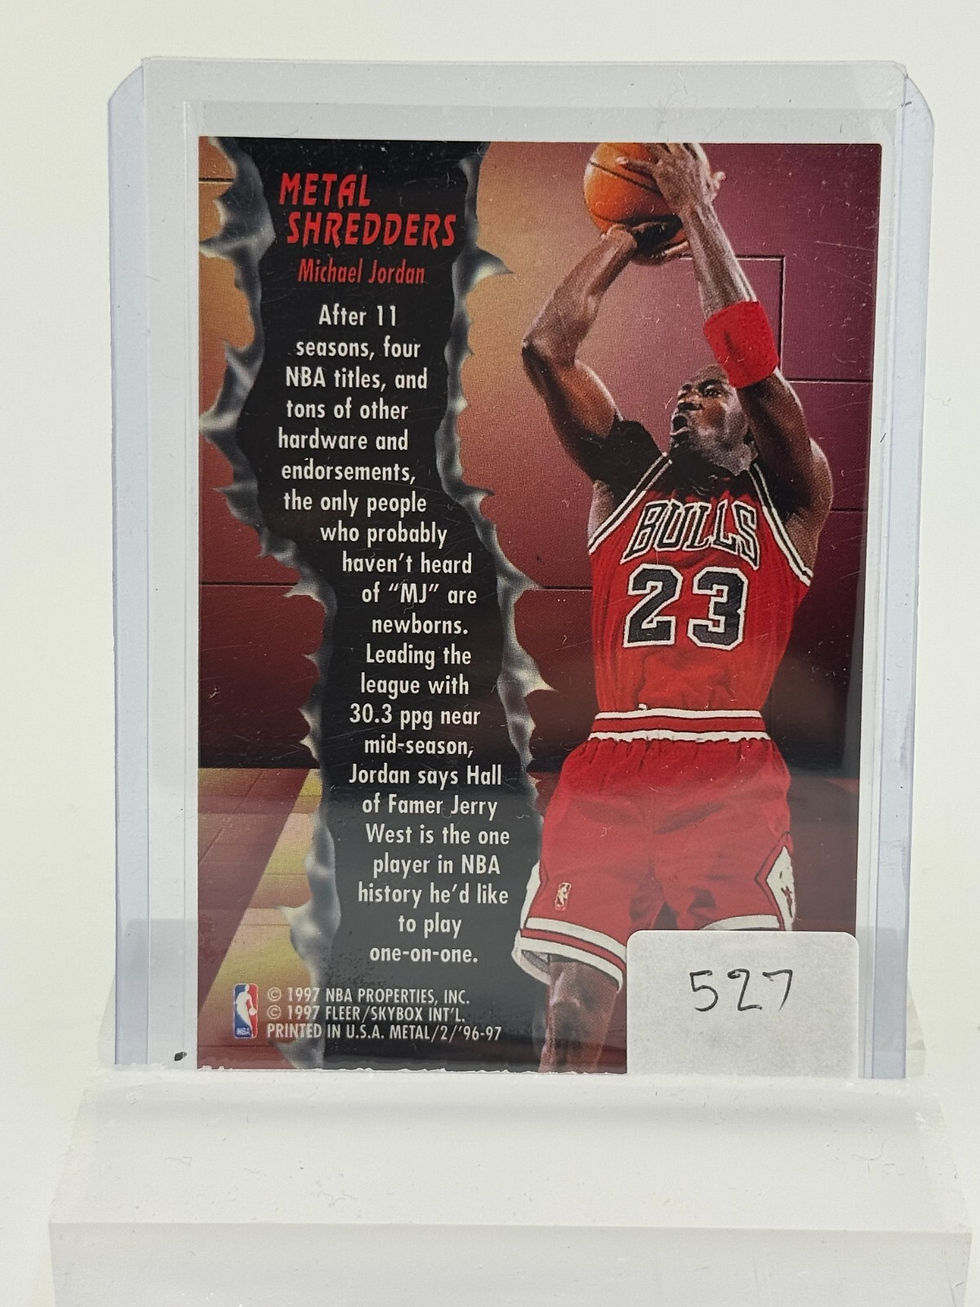 METAL
SHREDDERS
Michael Jordan
After 11
seasons, four
NBA titles, and
tons of other
hardware and
endorsements,
the only people
who probably
haven't heard
of “MJ” are
newborns.
Leading the
league with
30.3 ppg near
mid-season,
Jordan says Hall
of Famer Jerry
West is the one
player in NBA
history he'd like
to play
one-on-one.
BULLS
23
527
NBA
© 1997 NBA PROPERTIES, INC.
© 1997 FLEER/SKYBOX INT'L.
PRINTED IN U.S.A. METAL/2/'96-97